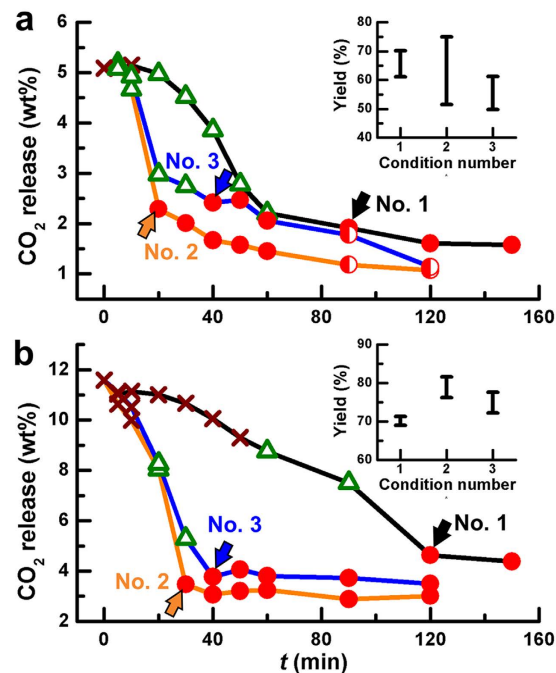 a
CO₂ release (wt%)
6
5
4
3
2
1
0 40 80 120 160
No. 3
No. 1
No. 2
Yield (%)
80
70
60
50
40
1 2 3
Condition number
b
CO₂ release (wt%)
12
10
8
6
4
2
No. 3
No. 1
No. 2
Yield (%)
90
80
70
60
1 2 3
Condition number
0 40 80 120 160
t (min)